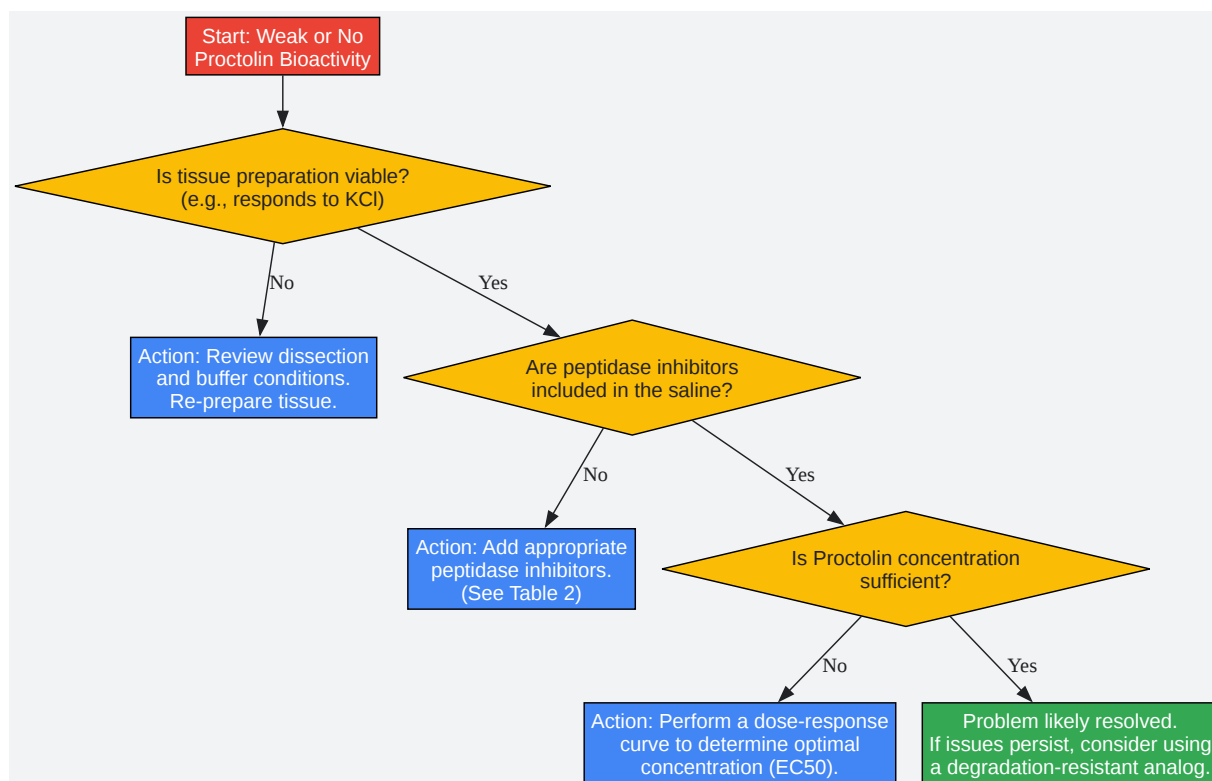 Start: Weak or No
Proctolin Bioactivity
Is tissue preparation viable?
(e.g., responds to KCl)
No
Yes
Action: Review dissection
and buffer conditions.
Re-prepare tissue.
Are peptidase inhibitors
included in the saline?
No
Yes
Action: Add appropriate
peptidase inhibitors.
(See Table 2)
Is Proctolin concentration
sufficient?
No
Yes
Action: Perform a dose-response
curve to determine optimal
concentration (EC50).
Problem likely resolved.
If issues persist, consider using
a degradation-resistant analog.